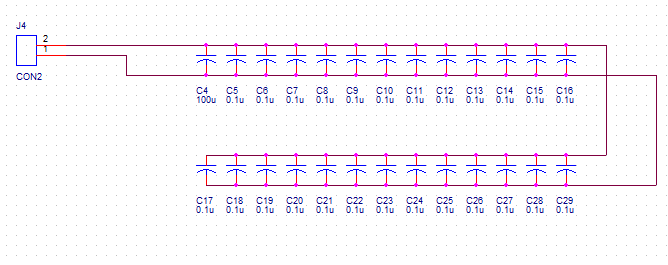 J4
2
1
CON2
C4 C5 C6 C7 C8 C9 C10 C11 C12 C13 C14 C15 C16
100u 0.1u 0.1u 0.1u 0.1u 0.1u 0.1u 0.1u 0.1u 0.1u 0.1u 0.1u 0.1u
C17 C18 C19 C20 C21 C22 C23 C24 C25 C26 C27 C28 C29
0.1u 0.1u 0.1u 0.1u 0.1u 0.1u 0.1u 0.1u 0.1u 0.1u 0.1u 0.1u 0.1u